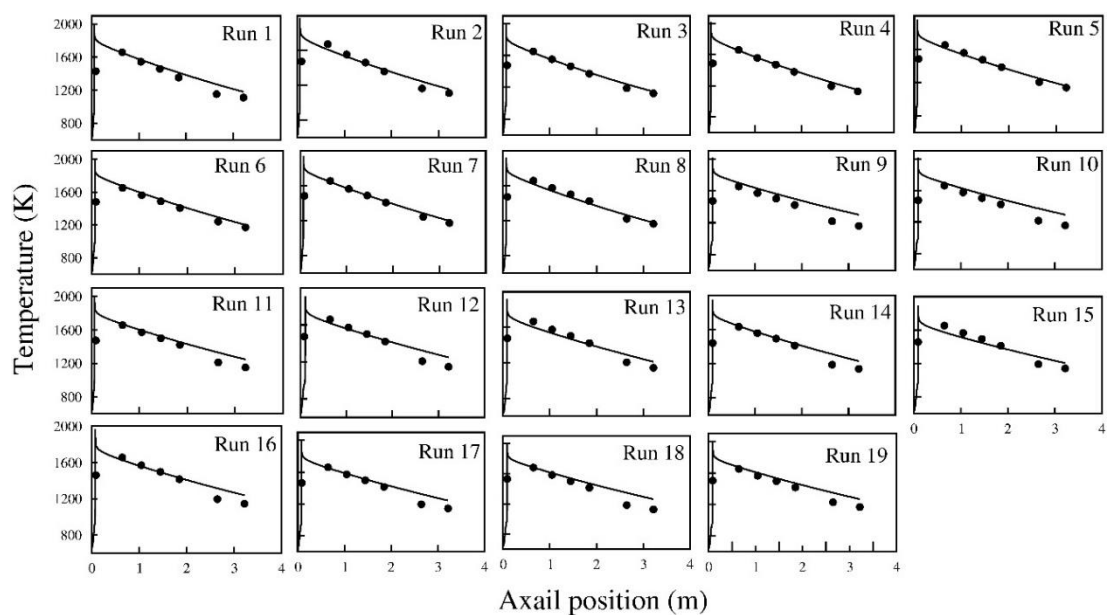 2000
1600
1200
800
Run 1
Run 2
Run 3
Run 4
Run 5
2000
1600
1200
800
Run 6
Run 7
Run 8
Run 9
Run 10
2000
1600
1200
800
Run 11
Run 12
Run 13
Run 14
Run 15
2000
1600
1200
800
Run 16
Run 17
Run 18
Run 19
0 1 2 3 4
0 1 2 3 4
0 1 2 3 4
0 1 2 3 4
0 1 2 3 4
Temperature (K)
Axail position (m)